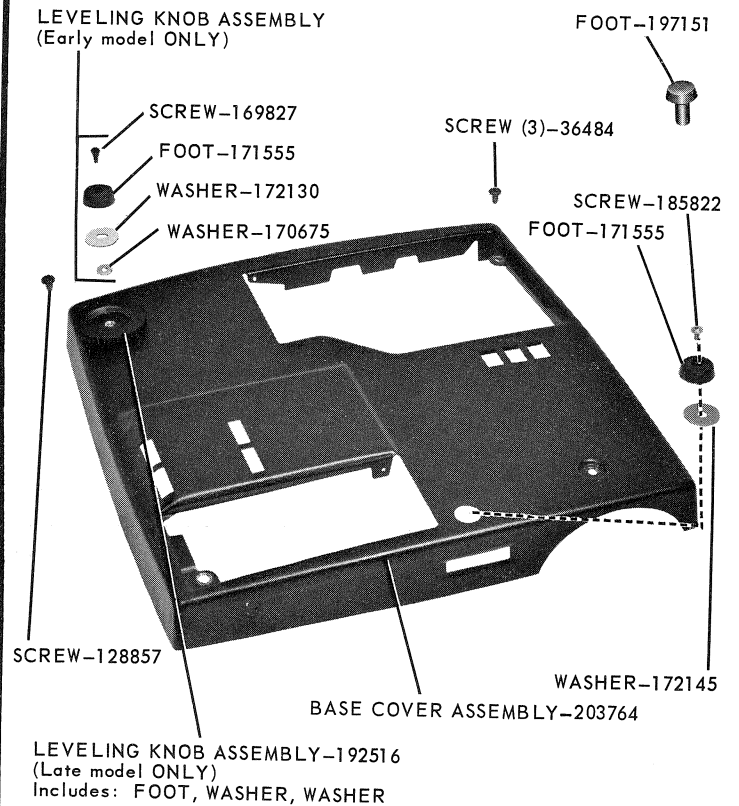 LEVELING KNOB ASSEMBLY
(Early model ONLY)
FOOT–197151
SCREW–169827
SCREW (3)–36484
FOOT–171555
WASHER–172130
SCREW–185822
WASHER–170675
FOOT–171555
SCREW–128857
WASHER–172145
BASE COVER ASSEMBLY–203764
LEVELING KNOB ASSEMBLY–192516
(Late model ONLY)
Includes: FOOT, WASHER, WASHER